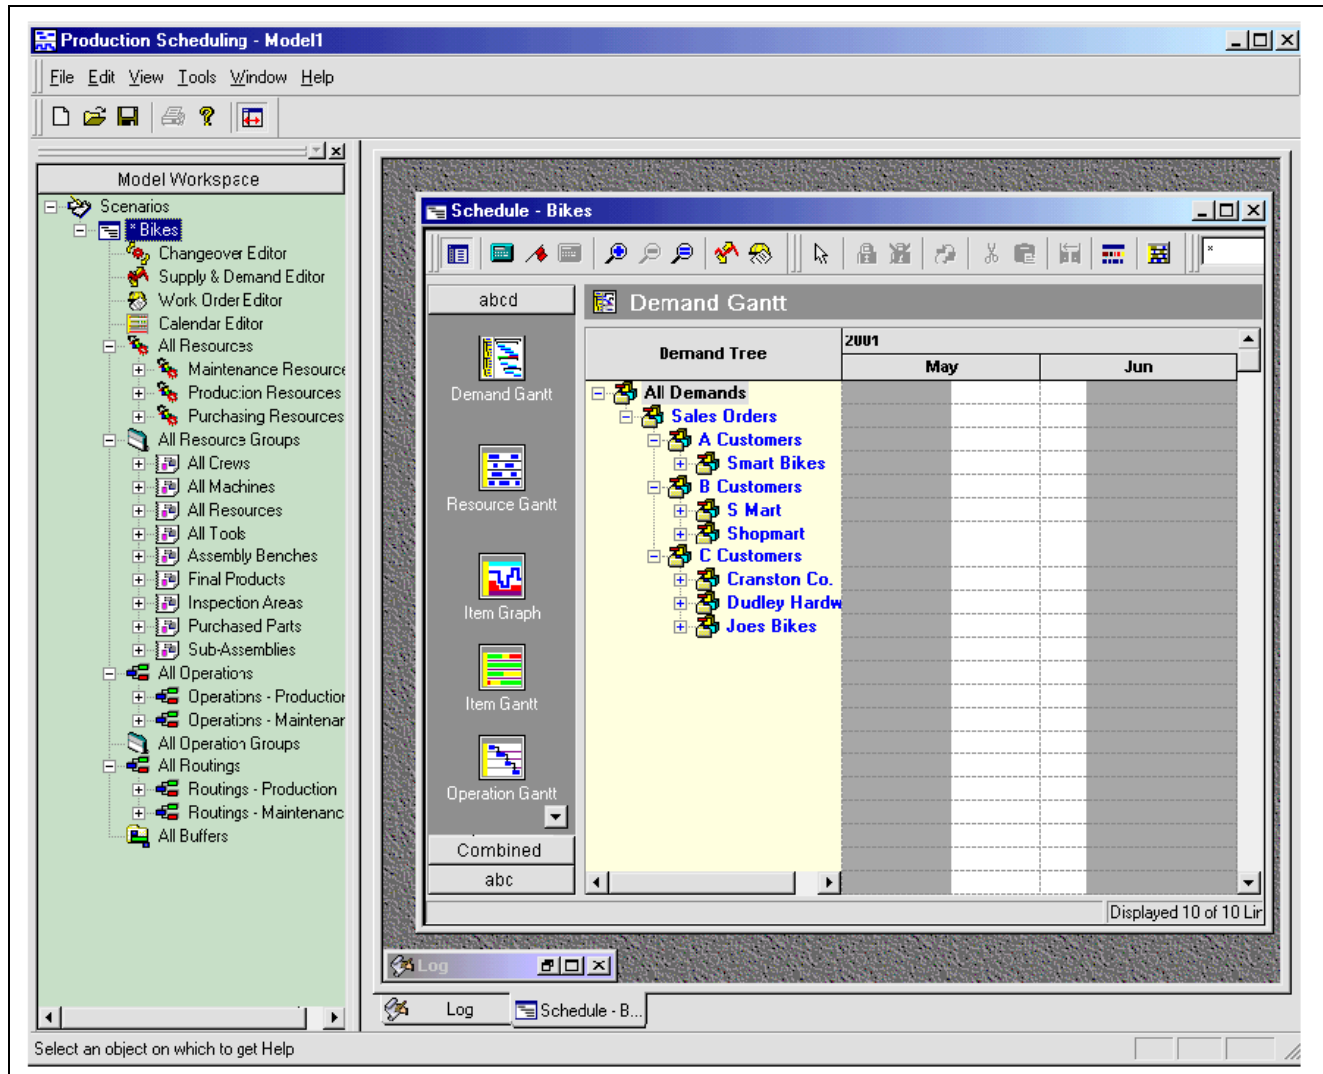 Production Scheduling - Model1
File Edit View Tools Window Help
Model Workspace
Scenarios
* Bikes
Changeover Editor
Supply & Demand Editor
Work Order Editor
Calendar Editor
All Resources
Maintenance Resource
Production Resources
Purchasing Resources
All Resource Groups
All Crews
All Machines
All Resources
All Tools
Assembly Benches
Final Products
Inspection Areas
Purchased Parts
Sub-Assemblies
All Operations
Operations - Production
Operations - Maintenan
All Operation Groups
All Routings
Routings - Production
Routings - Maintenanc
All Buffers
Schedule - Bikes
*
abcd
Demand Gantt
Resource Gantt
Item Graph
Item Gantt
Operation Gantt
Combined
abc
Demand Gantt
Demand Tree
2001
May Jun
All Demands
Sales Orders
A Customers
Smart Bikes
B Customers
S Mart
Shopmart
C Customers
Cranston Co.
Dudley Hardw
Joes Bikes
Displayed 10 of 10 Lin
Log
Log Schedule - B...
Select an object on which to get Help